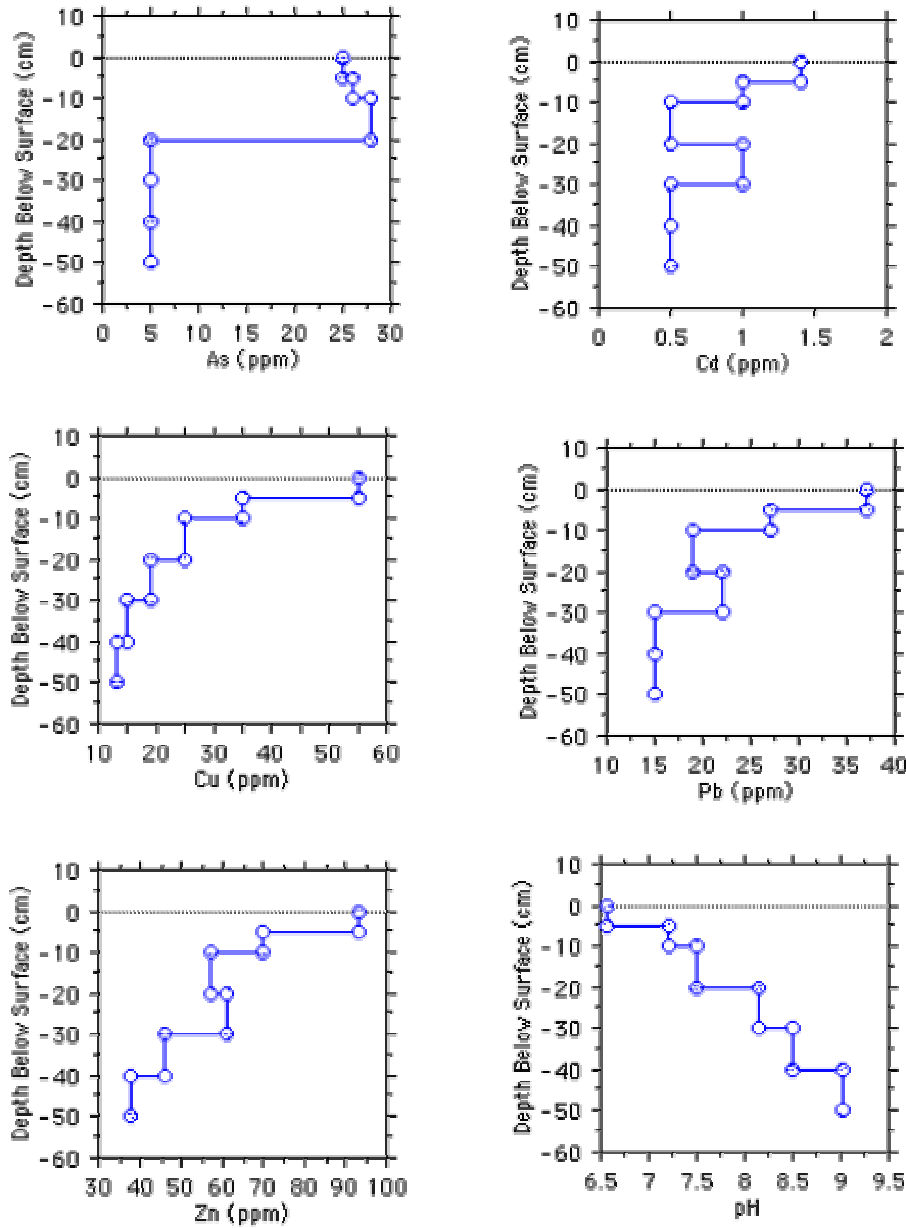 10
0
-10
-20
-30
-40
-50
-60
Depth Below Surface (cm)
0 5 10 15 20 25 30
As (ppm)
10
0
-10
-20
-30
-40
-50
-60
Depth Below Surface (cm)
0 0.5 1 1.5 2
Cd (ppm)
10
0
-10
-20
-30
-40
-50
-60
Depth Below Surface (cm)
10 20 30 40 50 60
Cu (ppm)
10
0
-10
-20
-30
-40
-50
-60
Depth Below Surface (cm)
10 15 20 25 30 35 40
Pb (ppm)
10
0
-10
-20
-30
-40
-50
-60
Depth Below Surface (cm)
30 40 50 60 70 80 90 100
Zn (ppm)
10
0
-10
-20
-30
-40
-50
-60
Depth Below Surface (cm)
6.5 7 7.5 8 8.5 9 9.5
pH